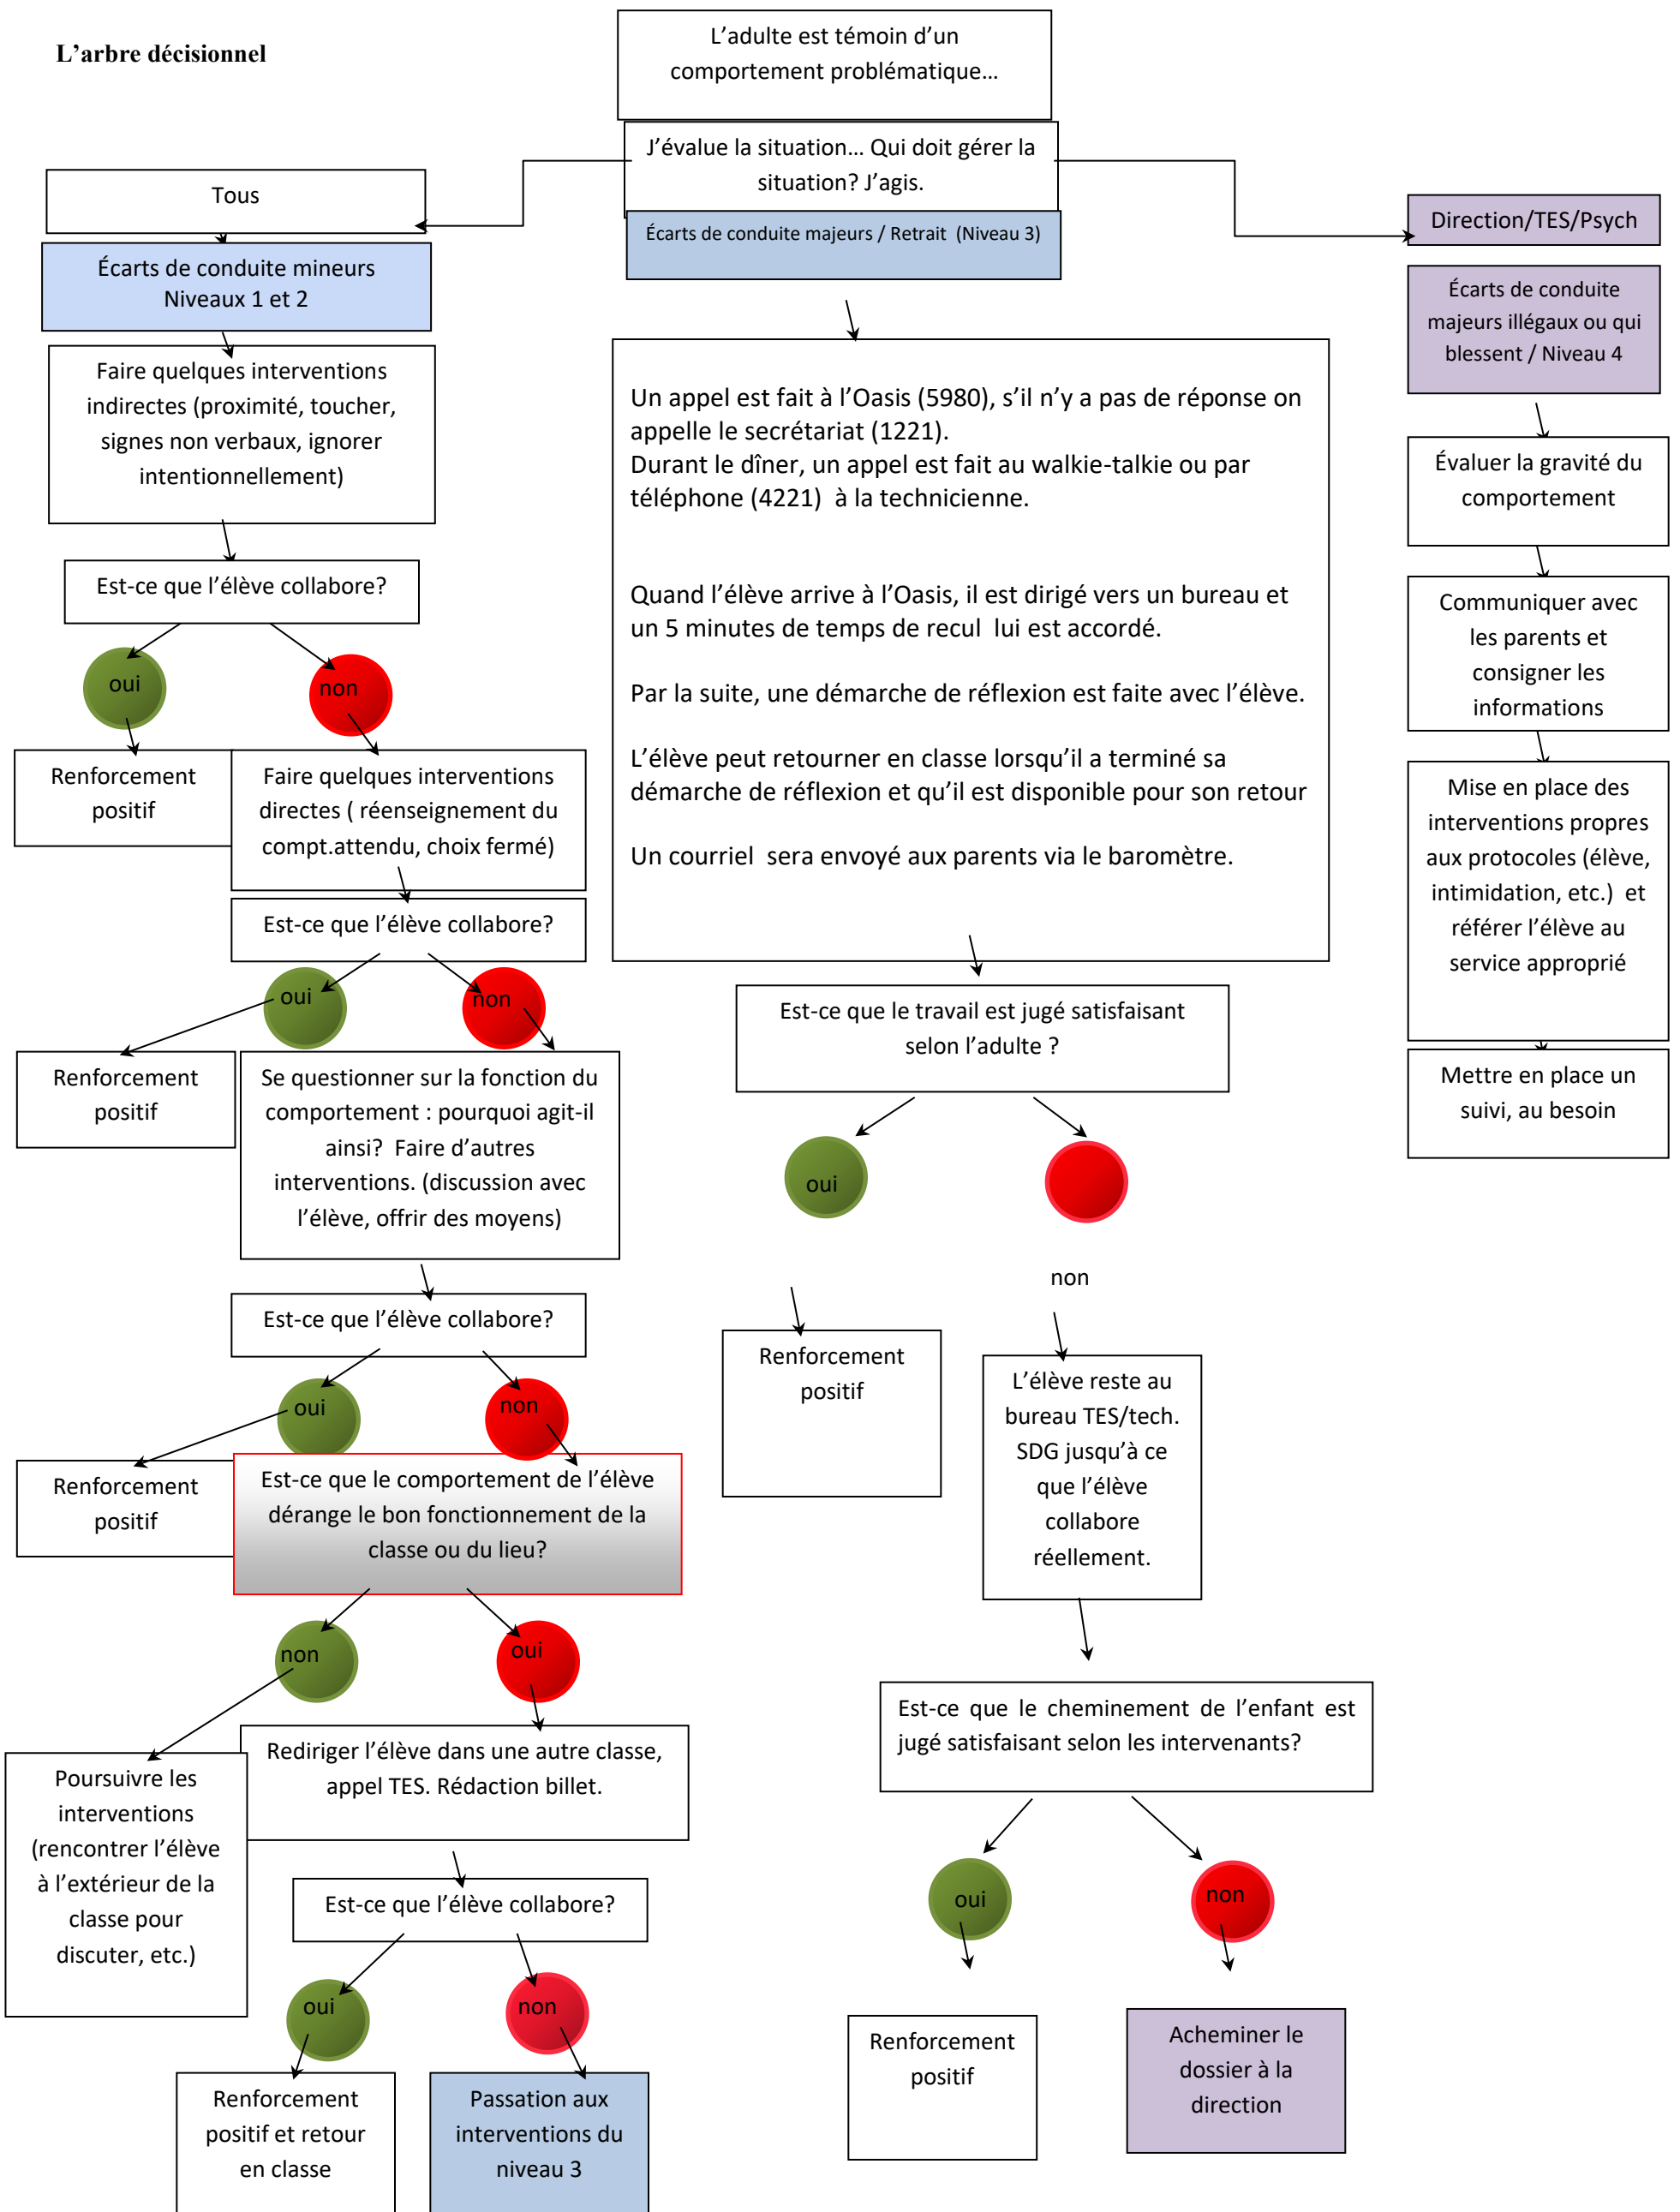 L'arbre décisionnel
L'adulte est témoin d'un
comportement problématique…
J'évalue la situation… Qui doit gérer la
situation? J'agis.
Tous
Écarts de conduite mineurs
Niveaux 1 et 2
Faire quelques interventions
indirectes (proximité, toucher,
signes non verbaux, ignorer
intentionnellement)
Est-ce que l'élève collabore?
oui
non
Renforcement
positif
Faire quelques interventions
directes ( réenseignement du
compt.attendu, choix fermé)
Est-ce que l'élève collabore?
oui
non
Renforcement
positif
Se questionner sur la fonction du
comportement : pourquoi agit-il
ainsi?  Faire d'autres
interventions. (discussion avec
l'élève, offrir des moyens)
Est-ce que l'élève collabore?
oui
non
Renforcement
positif
Est-ce que le comportement de l'élève
dérange le bon fonctionnement de la
classe ou du lieu?
non
oui
Poursuivre les
interventions
(rencontrer l'élève
à l'extérieur de la
classe pour
discuter, etc.)
Rediriger l'élève dans une autre classe,
appel TES. Rédaction billet.
Est-ce que l'élève collabore?
oui
non
Renforcement
positif et retour
en classe
Passation aux
interventions du
niveau 3
Écarts de conduite majeurs / Retrait  (Niveau 3)
Un appel est fait à l'Oasis (5980), s'il n'y a pas de réponse on
appelle le secrétariat (1221).
Durant le dîner, un appel est fait au walkie-talkie ou par
téléphone (4221)  à la technicienne.
Quand l'élève arrive à l'Oasis, il est dirigé vers un bureau et
un 5 minutes de temps de recul  lui est accordé.
Par la suite, une démarche de réflexion est faite avec l'élève.
L'élève peut retourner en classe lorsqu'il a terminé sa
démarche de réflexion et qu'il est disponible pour son retour
Un courriel  sera envoyé aux parents via le baromètre.
Est-ce que le travail est jugé satisfaisant
selon l'adulte ?
oui
non
Renforcement
positif
L'élève reste au
bureau TES/tech.
SDG jusqu'à ce
que l'élève
collabore
réellement.
Est-ce que le cheminement de l'enfant est
jugé satisfaisant selon les intervenants?
oui
non
Renforcement
positif
Acheminer le
dossier à la
direction
Direction/TES/Psych
Écarts de conduite
majeurs illégaux ou qui
blessent / Niveau 4
Évaluer la gravité du
comportement
Communiquer avec
les parents et
consigner les
informations
Mise en place des
interventions propres
aux protocoles (élève,
intimidation, etc.)  et
référer l'élève au
service approprié
Mettre en place un
suivi, au besoin